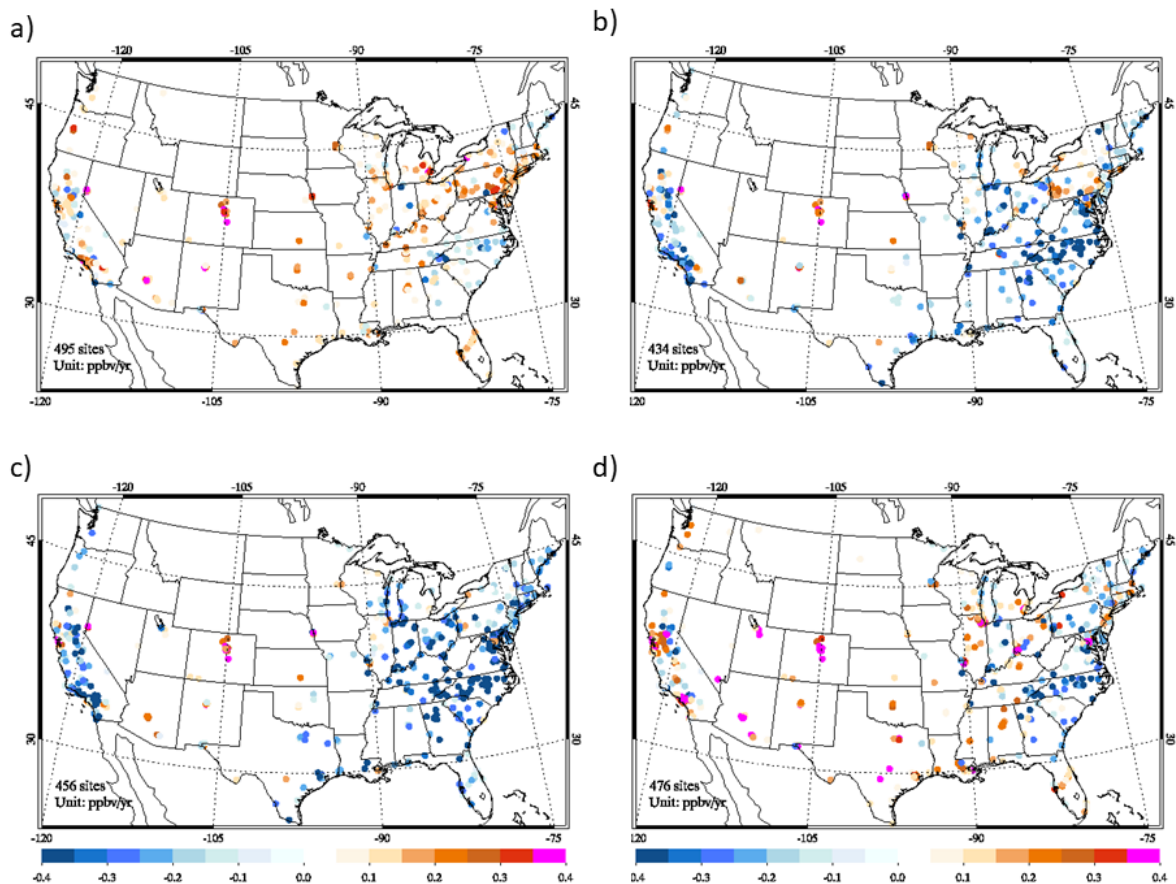 a)
b)
-120 -105 -90 -75
-120 -105 -90 -75
45 45
45 45
30 30
30 30
495 sites
Unit: ppbv/yr
434 sites
Unit: ppbv/yr
-120 -105 -90 -75
-120 -105 -90 -75
c)
d)
-120 -105 -90 -75
-120 -105 -90 -75
45 45
45 45
30 30
30 30
456 sites
Unit: ppbv/yr
476 sites
Unit: ppbv/yr
-120 -105 -90 -75
-120 -105 -90 -75
-0.4 -0.3 -0.2 -0.1 0.0 0.1 0.2 0.3 0.4
-0.4 -0.3 -0.2 -0.1 0.0 0.1 0.2 0.3 0.4